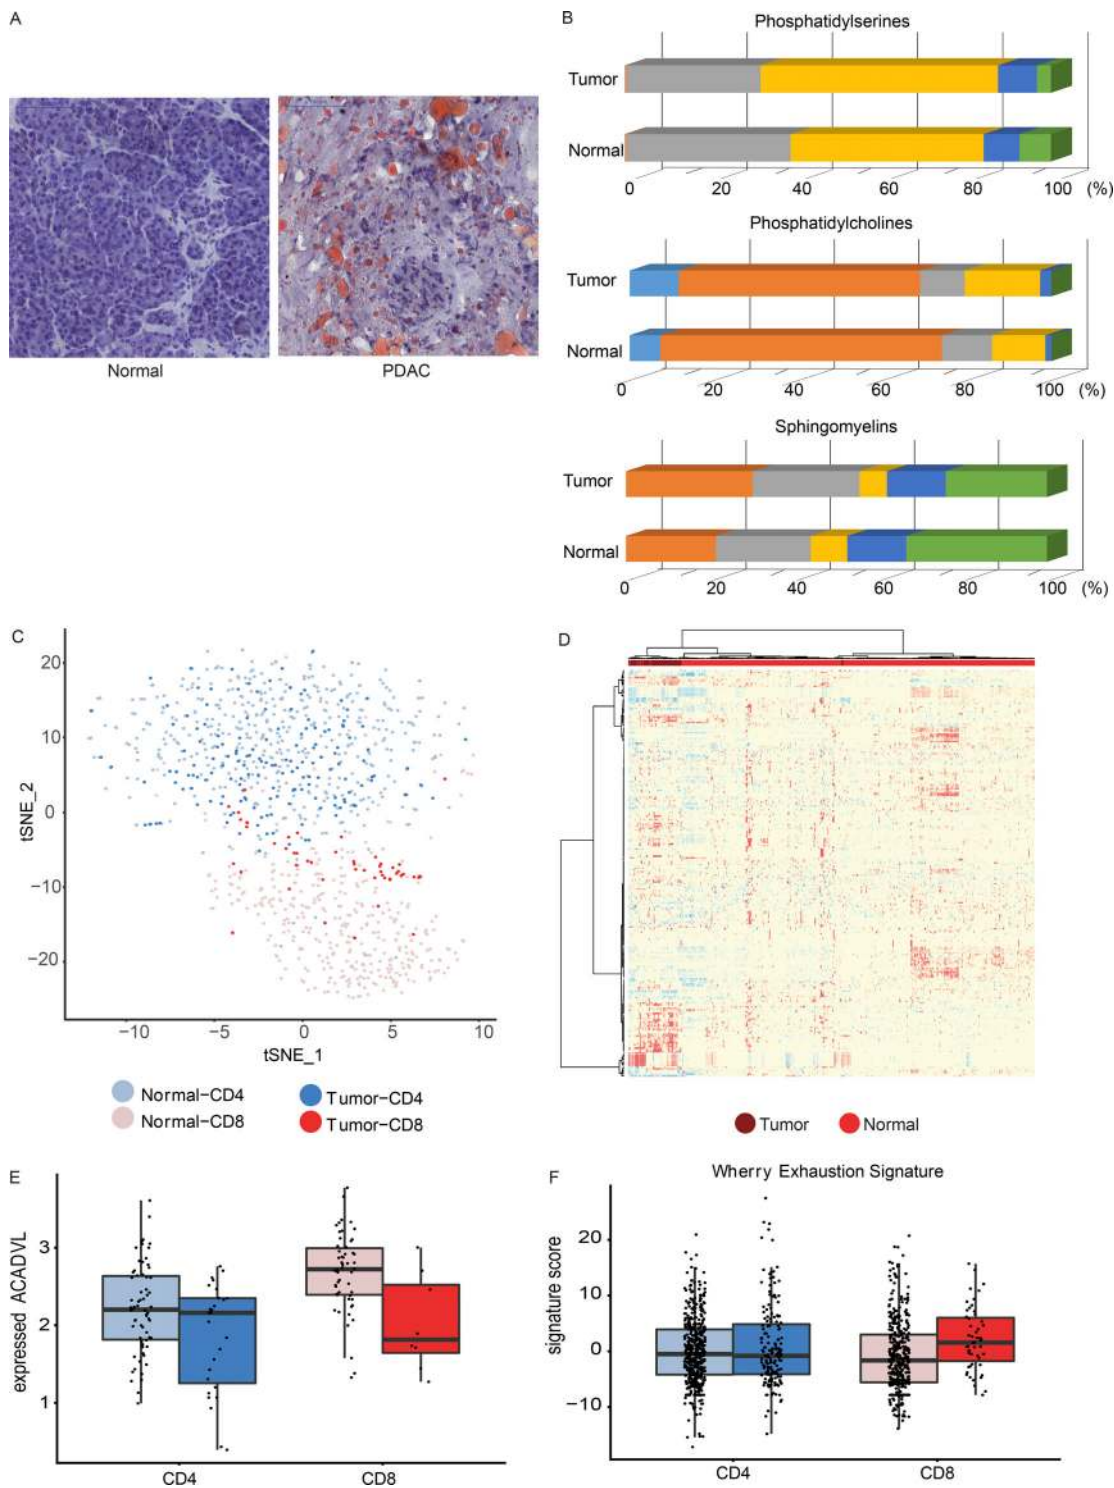 A
Normal
PDAC
B
Phosphatidylserines
Tumor
Normal
0 20 40 60 80 100 (%)
Phosphatidylcholines
Tumor
Normal
0 20 40 60 80 100 (%)
Sphingomyelins
Tumor
Normal
0 20 40 60 80 100 (%)
C
tSNE_2
20
10
0
−10
−20
−10 −5 0 5 10
tSNE_1
Normal−CD4
Tumor−CD4
Normal−CD8
Tumor−CD8
D
Tumor
Normal
E
expressed ACADVL
3
2
1
CD4
CD8
F
Wherry Exhaustion Signature
signature score
20
10
0
−10
CD4
CD8